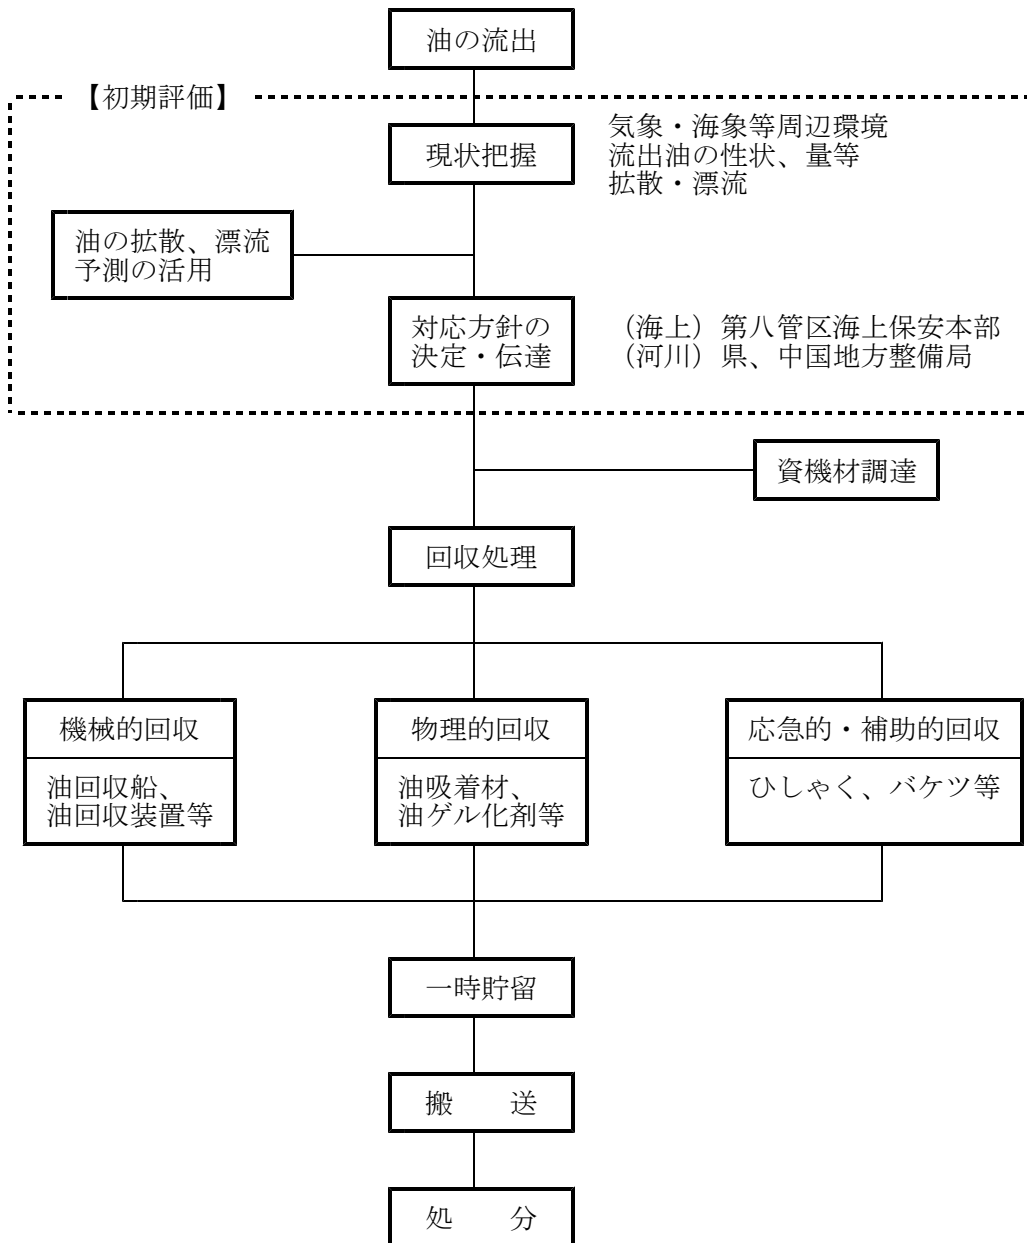 油の流出
【初期評価】
現状把握
気象・海象等周辺環境
流出油の性状、量等
拡散・漂流
油の拡散、漂流
予測の活用
対応方針の
決定・伝達
（海上）第八管区海上保安本部
（河川）県、中国地方整備局
資機材調達
回収処理
機械的回収
油回収船、
油回収装置等
物理的回収
油吸着材、
油ゲル化剤等
応急的・補助的回収
ひしゃく、バケツ等
一時貯留
搬　　送
処　　分